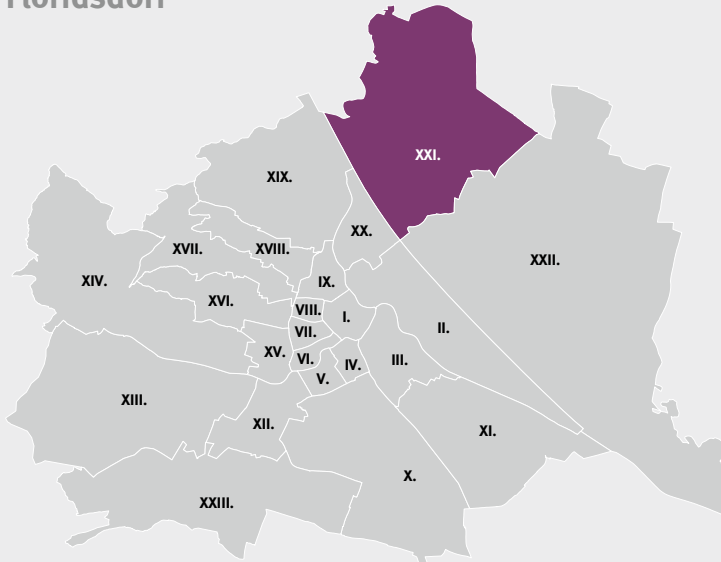 Floridsdorf
XXI.
XIX.
XX.
XVII.
XVIII.
XXII.
XIV.
IX.
XVI.
VIII.
I.
II.
VII.
XV.
VI.
IV.
III.
V.
XIII.
XII.
XI.
X.
XXIII.